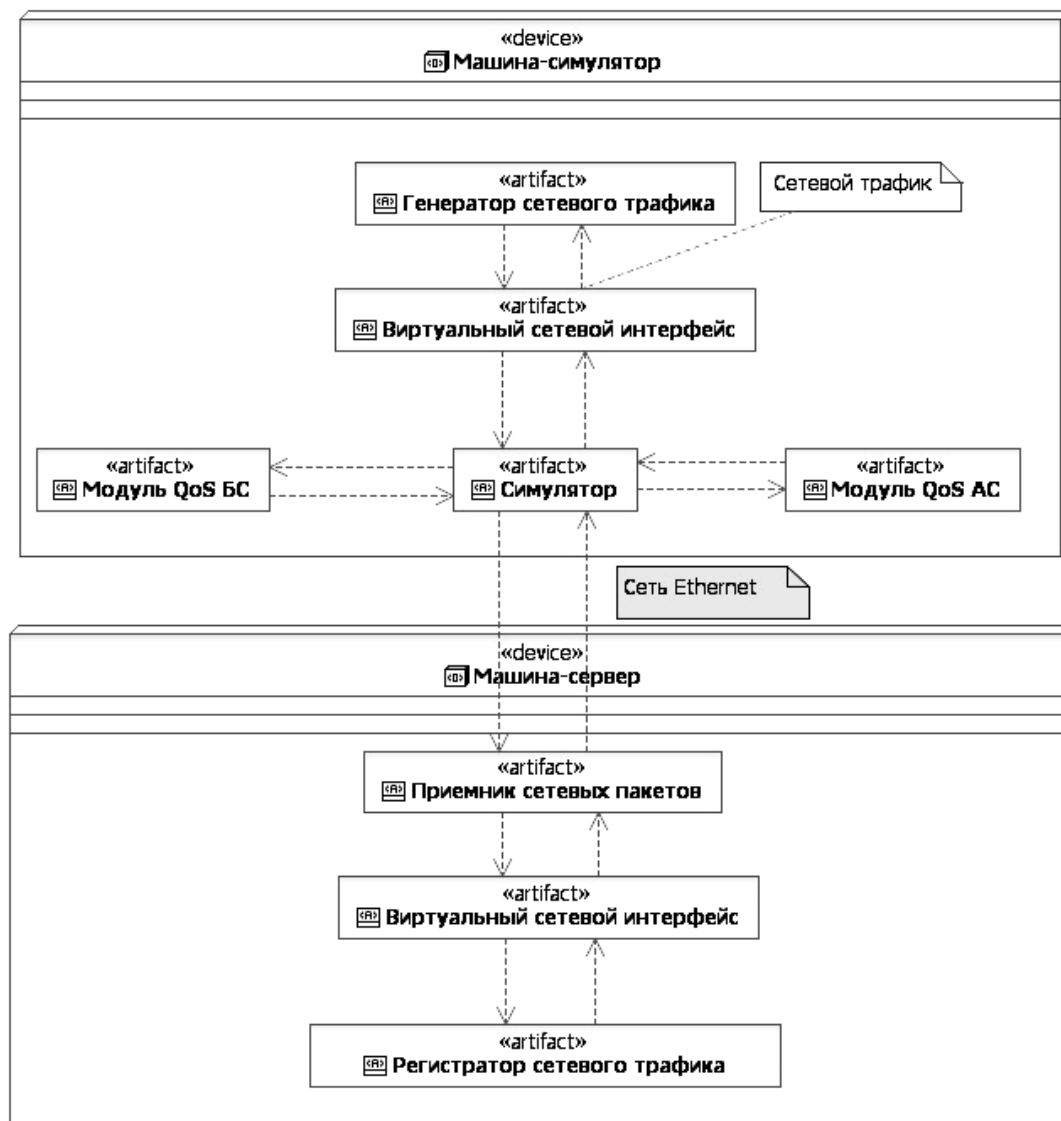 «device»
Машина-симулятор
«artifact»
Генератор сетевого трафика
Сетевой трафик
«artifact»
Виртуальный сетевой интерфейс
«artifact»
Модуль QoS БС
«artifact»
Симулятор
«artifact»
Модуль QoS АС
Сеть Ethernet
«device»
Машина-сервер
«artifact»
Приемник сетевых пакетов
«artifact»
Виртуальный сетевой интерфейс
«artifact»
Регистратор сетевого трафика